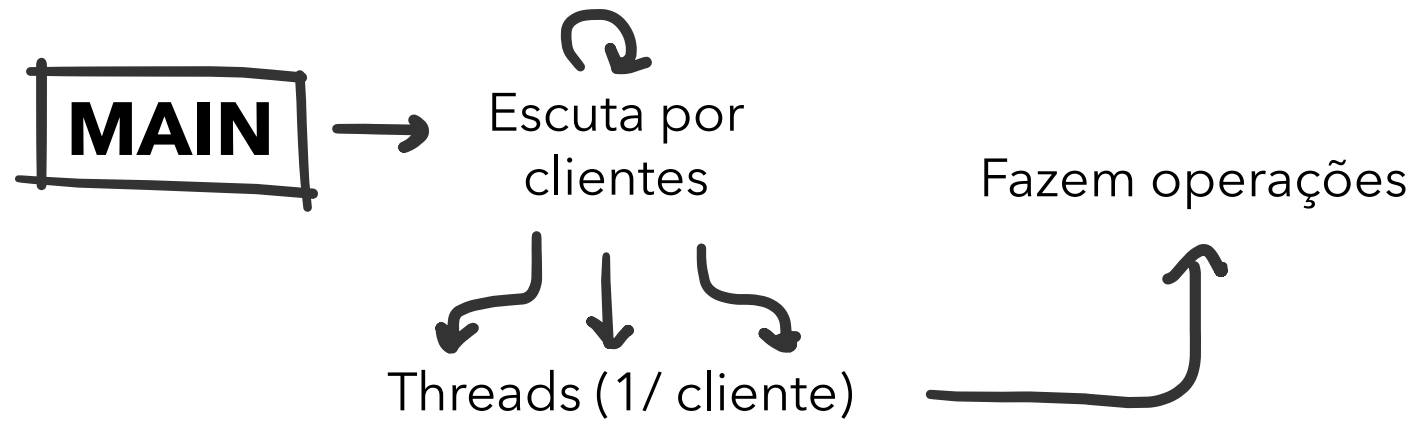 MAIN
Escuta por
clientes
Fazem operações
Threads (1/ cliente)